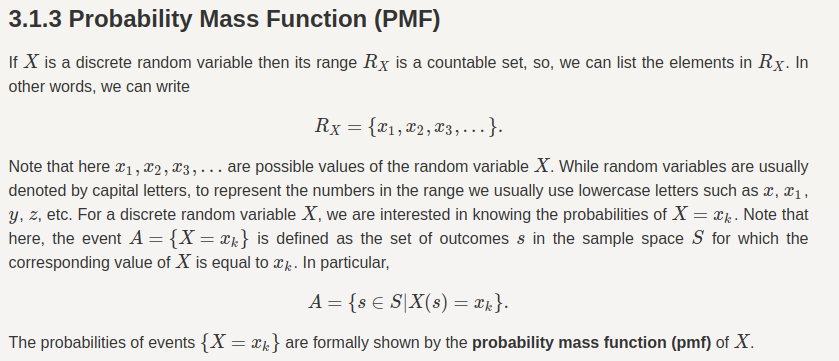 3.1.3 Probability Mass Function (PMF)
If X is a discrete random variable then its range R_X is a countable set, so, we can list the elements in R_X. In
other words, we can write
R_X = {x_1, x_2, x_3, . . . }.
Note that here x_1, x_2, x_3, . . . are possible values of the random variable X. While random variables are usually
denoted by capital letters, to represent the numbers in the range we usually use lowercase letters such as x, x_1,
y, z, etc. For a discrete random variable X, we are interested in knowing the probabilities of X = x_k. Note that
here, the event A = {X = x_k} is defined as the set of outcomes s in the sample space S for which the
corresponding value of X is equal to x_k. In particular,
A = {s ∈ S|X(s) = x_k}.
The probabilities of events {X = x_k} are formally shown by the probability mass function (pmf) of X.